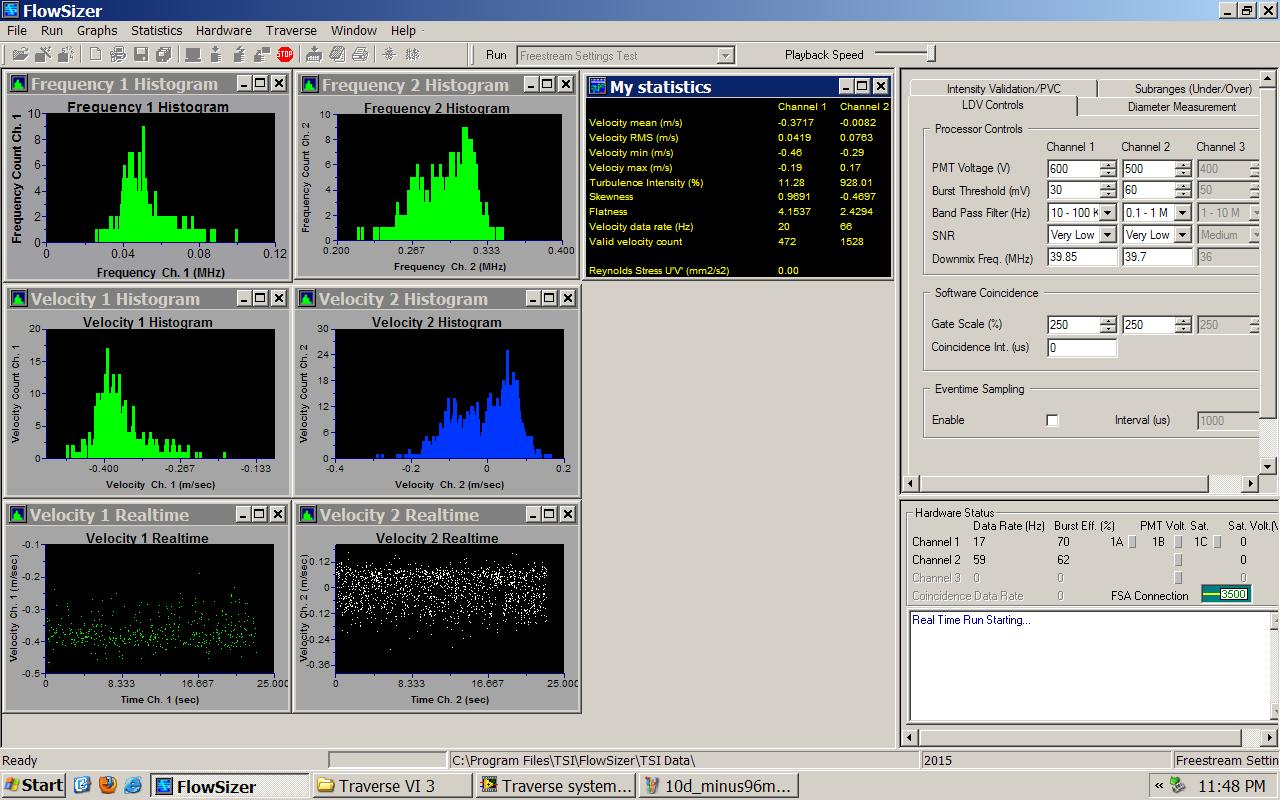 FlowSizer
File Run Graphs Statistics Hardware Traverse Window Help
STOP Run Freestream Settings Test Playback Speed
Frequency 1 Histogram
Frequency 1 Histogram
Frequency Count Ch. 1
10
8
6
4
2
0
0 0.04 0.08 0.12
Frequency Ch. 1 (MHz)
Frequency 2 Histogram
Frequency 2 Histogram
Frequency Count Ch. 2
10
8
6
4
2
0
0.200 0.267 0.333 0.400
Frequency Ch. 2 (MHz)
My statistics
Channel 1 Channel 2
Velocity mean (m/s) -0.3717 -0.0082
Velocity RMS (m/s) 0.0419 0.0763
Velocity min (m/s) -0.46 -0.29
Velociy max (m/s) -0.19 0.17
Turbulence Intensity (%) 11.28 928.01
Skewness 0.9691 -0.4697
Flatness 4.1537 2.4294
Velocity data rate (Hz) 20 66
Valid velocity count 472 1528
Reynolds Stress U'V' (mm2/s2) 0.00
Velocity 1 Histogram
Velocity 1 Histogram
Velocity Count Ch. 1
20
15
10
5
0
-0.400 -0.267 -0.133
Velocity Ch. 1 (m/sec)
Velocity 2 Histogram
Velocity 2 Histogram
Velocity Count Ch. 2
30
24
18
12
6
0
-0.4 -0.2 0 0.2
Velocity Ch. 2 (m/sec)
Velocity 1 Realtime
Velocity 1 Realtime
Velocity Ch. 1 (m/sec)
-0.1
-0.2
-0.3
-0.4
-0.5
0 8.333 16.667 25.000
Time Ch. 1 (sec)
Velocity 2 Realtime
Velocity 2 Realtime
Velocity Ch. 2 (m/sec)
0.12
0
-0.12
-0.24
-0.36
0 8.333 16.667 25.000
Time Ch. 2 (sec)
Intensity Validation/PVC Subranges (Under/Over)
LDV Controls Diameter Measurement
Processor Controls
Channel 1 Channel 2 Channel 3
PMT Voltage (V) 600 500 400
Burst Threshold (mV) 30 60 50
Band Pass Filter (Hz) 10 - 100 K 0.1 - 1 M 1 - 10 M
SNR Very Low Very Low Medium
Downmix Freq. (MHz) 39.85 39.7 36
Software Coincidence
Gate Scale (%) 250 250 250
Coincidence Int. (us) 0
Eventime Sampling
Enable Interval (us) 1000
Hardware Status
Data Rate (Hz) Burst Eff. (%) PMT Volt. Sat. Sat. Volt.(V
Channel 1 17 70 1A 1B 1C 0
Channel 2 59 62 0
Channel 3 0 0 0
Coincidence Data Rate 0 FSA Connection 3500
Real Time Run Starting...
Ready C:\Program Files\TSI\FlowSizer\TSI Data\ 2015 Freestream Settin
Start FlowSizer Traverse VI 3 Traverse system... 10d_minus96m... « 11:48 PM